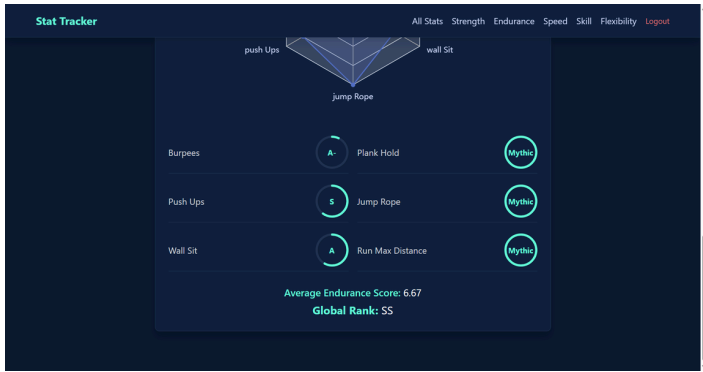 Stat Tracker All Stats Strength Endurance Speed Skill Flexibility Logout
push Ups wall Sit
jump Rope
Burpees A- Plank Hold Mythic
Push Ups S Jump Rope Mythic
Wall Sit A Run Max Distance Mythic
Average Endurance Score: 6.67
Global Rank: SS